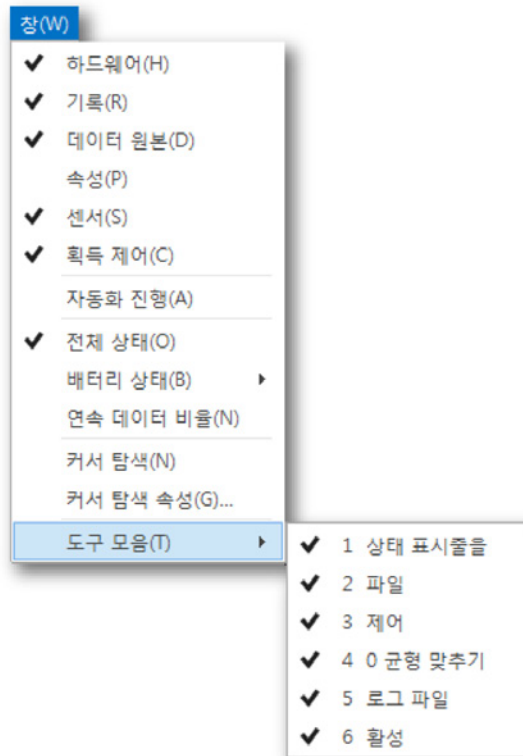 창(W)
하드웨어(H)
기록(R)
데이터 원본(D)
속성(P)
센서(S)
획득 제어(C)
자동화 진행(A)
전체 상태(O)
배터리 상태(B)
연속 데이터 비율(N)
커서 탐색(N)
커서 탐색 속성(G)...
도구 모음(T)
1 상태 표시줄을
2 파일
3 제어
4 0 균형 맞추기
5 로그 파일
6 활성